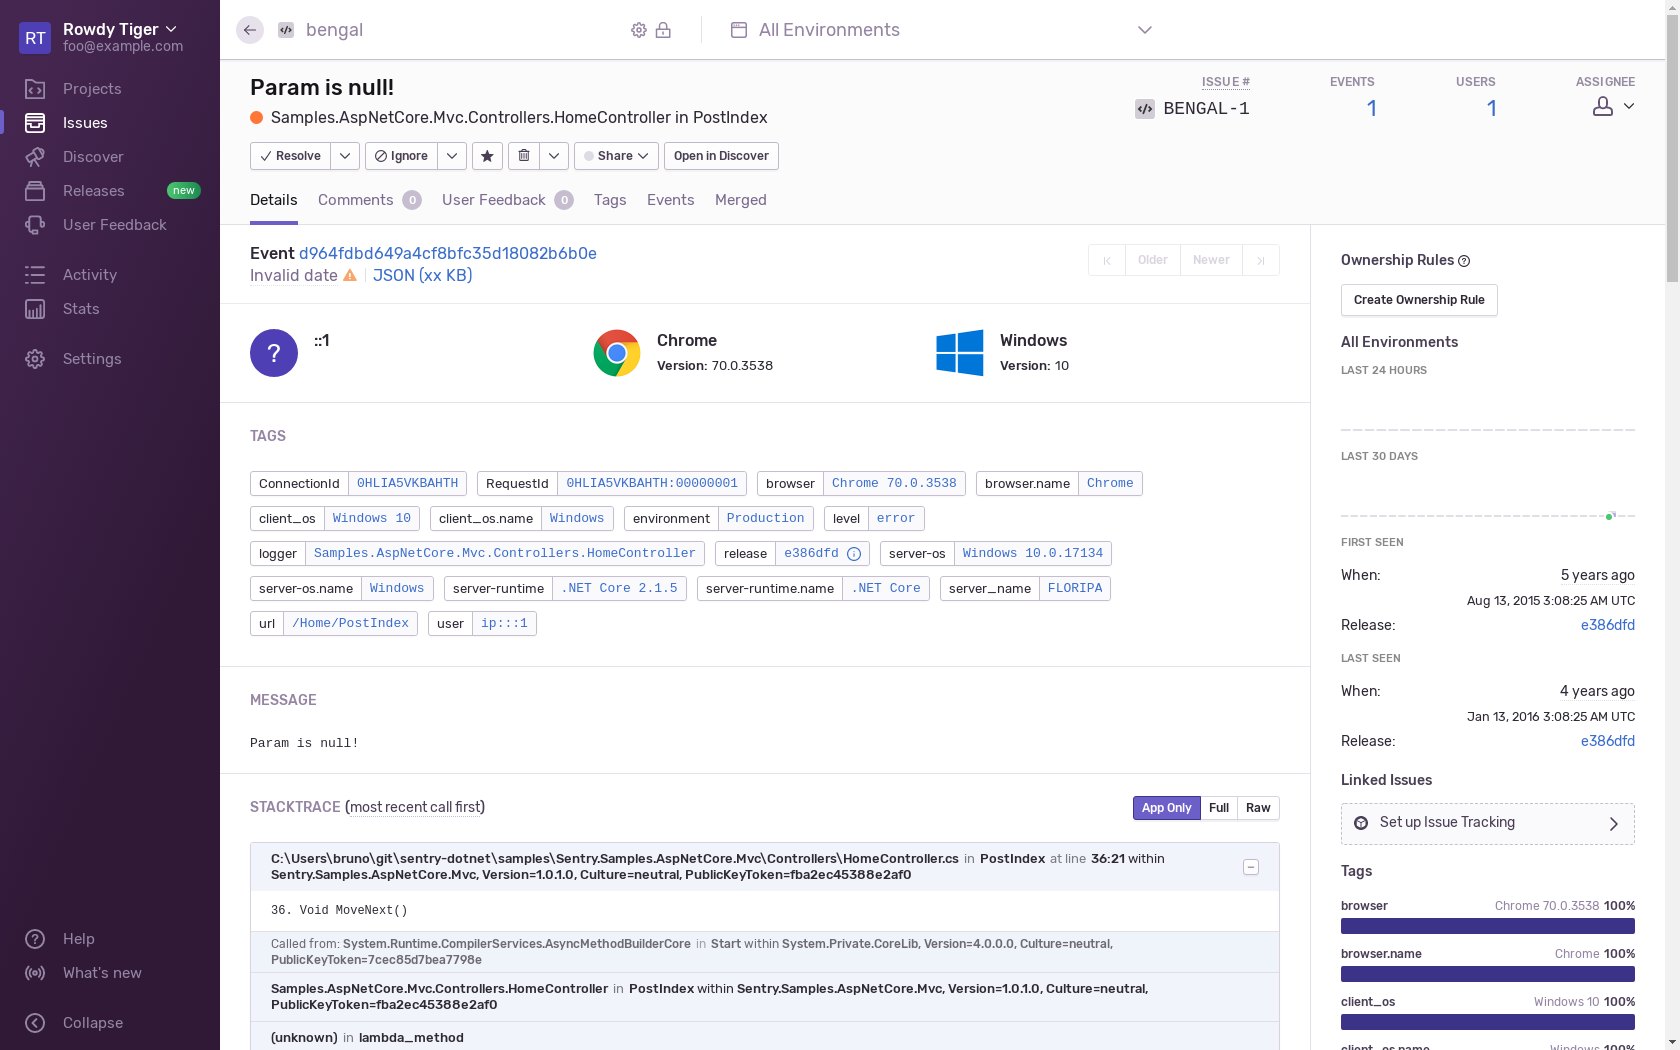 RT
Rowdy Tiger
foo@example.com
Projects
Issues
Discover
Releases new
User Feedback
Activity
Stats
Settings
Help
What's new
Collapse
bengal
All Environments
Param is null!
Samples.AspNetCore.Mvc.Controllers.HomeController in PostIndex
ISSUE # EVENTS USERS ASSIGNEE
BENGAL-1 1 1
Resolve Ignore Share Open in Discover
Details Comments 0 User Feedback 0 Tags Events Merged
Event d964fdbd649a4cf8bfc35d18082b6b0e
Invalid date JSON (xx KB)
Older Newer
? ::1
Chrome
Version: 70.0.3538
Windows
Version: 10
TAGS
ConnectionId 0HLIA5VKBAHTH RequestId 0HLIA5VKBAHTH:00000001 browser Chrome 70.0.3538 browser.name Chrome
client_os Windows 10 client_os.name Windows environment Production level error
logger Samples.AspNetCore.Mvc.Controllers.HomeController release e386dfd server-os Windows 10.0.17134
server-os.name Windows server-runtime .NET Core 2.1.5 server-runtime.name .NET Core server_name FLORIPA
url /Home/PostIndex user ip:::1
MESSAGE
Param is null!
STACKTRACE (most recent call first)
App Only Full Raw
C:\Users\bruno\git\sentry-dotnet\samples\Sentry.Samples.AspNetCore.Mvc\Controllers\HomeController.cs in PostIndex at line 36:21 within
Sentry.Samples.AspNetCore.Mvc, Version=1.0.1.0, Culture=neutral, PublicKeyToken=fba2ec45388e2af0
36. Void MoveNext()
Called from: System.Runtime.CompilerServices.AsyncMethodBuilderCore in Start within System.Private.CoreLib, Version=4.0.0.0, Culture=neutral,
PublicKeyToken=7cec85d7bea7798e
Samples.AspNetCore.Mvc.Controllers.HomeController in PostIndex within Sentry.Samples.AspNetCore.Mvc, Version=1.0.1.0, Culture=neutral,
PublicKeyToken=fba2ec45388e2af0
(unknown) in lambda_method
Ownership Rules ?
Create Ownership Rule
All Environments
LAST 24 HOURS
LAST 30 DAYS
FIRST SEEN
When: 5 years ago
Aug 13, 2015 3:08:25 AM UTC
Release: e386dfd
LAST SEEN
When: 4 years ago
Jan 13, 2016 3:08:25 AM UTC
Release: e386dfd
Linked Issues
Set up Issue Tracking
Tags
browser Chrome 70.0.3538 100%
browser.name Chrome 100%
client_os Windows 10 100%
client_os.name Windows 100%